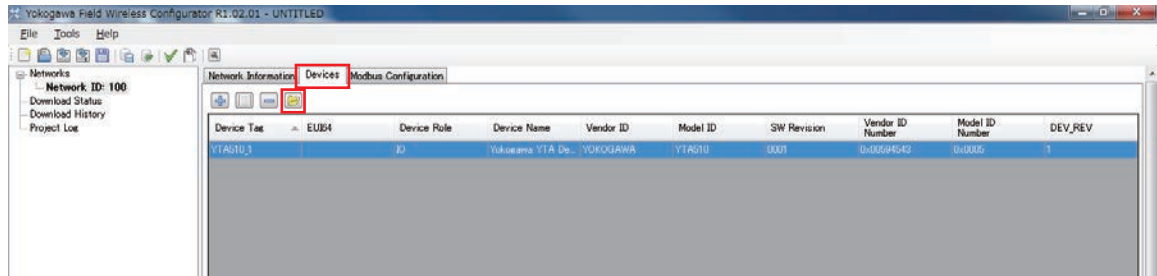 Yokogawa Field Wireless Configurator R1.02.01 - UNTITLED
File Tools Help
Networks
Network ID: 100
Download Status
Download History
Project Log
Network Information Devices Modbus Configuration
Device Tag EUI64 Device Role Device Name Vendor ID Model ID SW Revision Vendor ID Number Model ID Number DEV_REV
YTA510_1 IO Yokogawa YTA De... YOKOGAWA YTA510 0001 0x00594543 0x0005 1